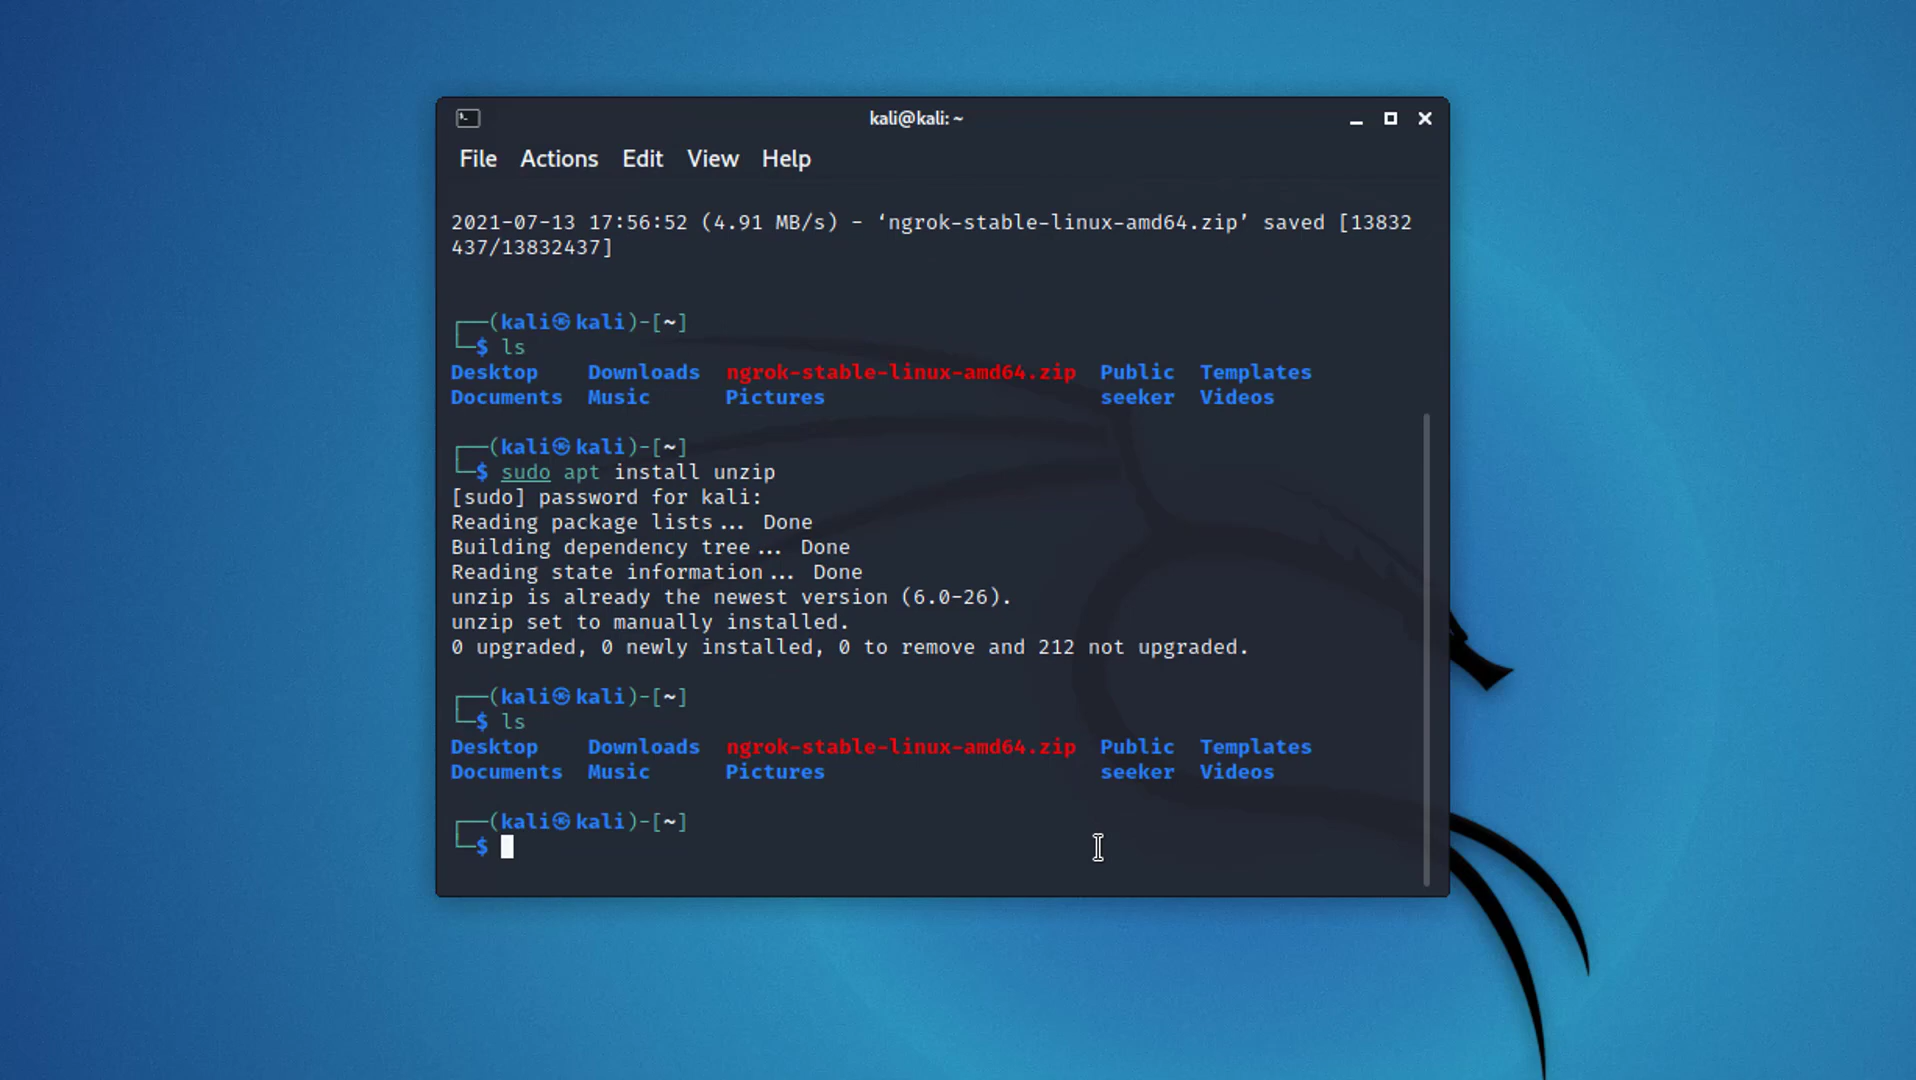 kali@kali: ~
File Actions Edit View Help
2021-07-13 17:56:52 (4.91 MB/s) - ‘ngrok-stable-linux-amd64.zip’ saved [13832
437/13832437]
┌──(kali㉿kali)-[~]
└─$ ls
Desktop Downloads ngrok-stable-linux-amd64.zip Public Templates
Documents Music Pictures seeker Videos
┌──(kali㉿kali)-[~]
└─$ sudo apt install unzip
[sudo] password for kali:
Reading package lists... Done
Building dependency tree... Done
Reading state information... Done
unzip is already the newest version (6.0-26).
unzip set to manually installed.
0 upgraded, 0 newly installed, 0 to remove and 212 not upgraded.
┌──(kali㉿kali)-[~]
└─$ ls
Desktop Downloads ngrok-stable-linux-amd64.zip Public Templates
Documents Music Pictures seeker Videos
┌──(kali㉿kali)-[~]
└─$